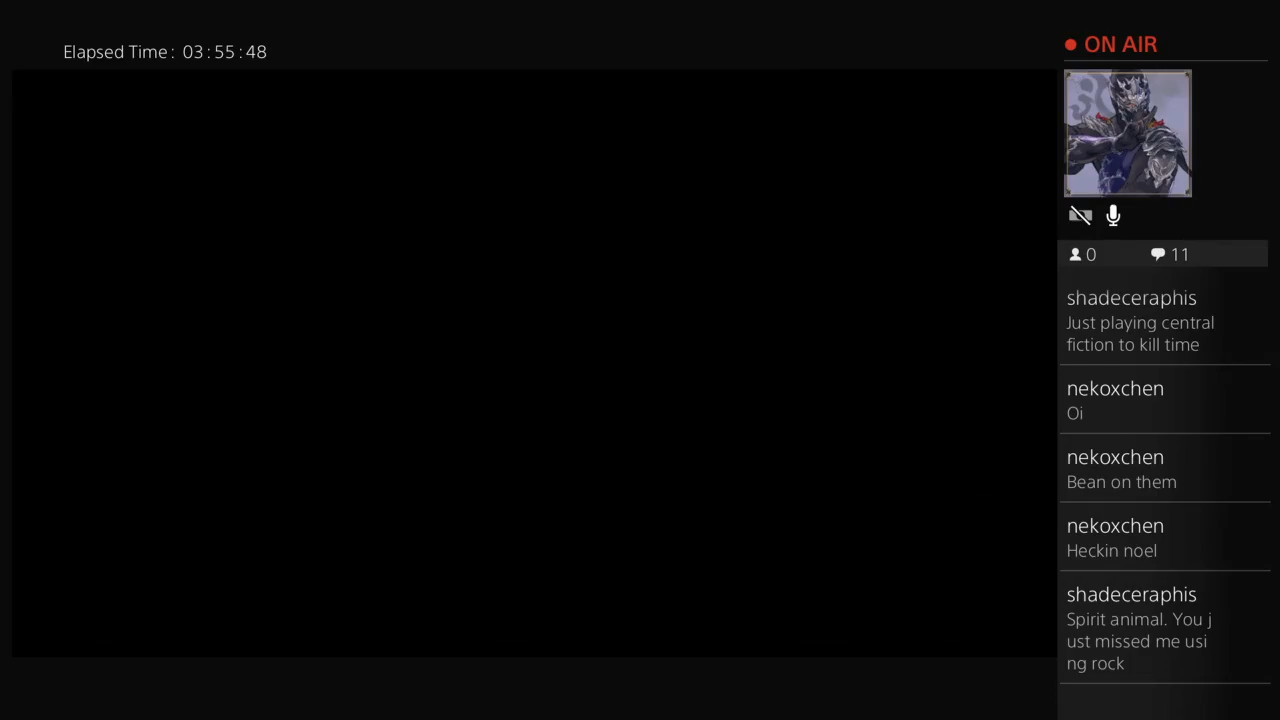 Elapsed Time: 03:55:48
ON AIR
0 11
shadeceraphis
Just playing central
fiction to kill time
nekoxchen
Oi
nekoxchen
Bean on them
nekoxchen
Heckin noel
shadeceraphis
Spirit animal. You j
ust missed me usi
ng rock